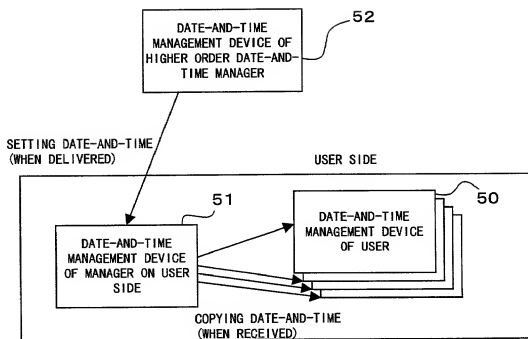 DATE-AND-TIME
MANAGEMENT DEVICE OF
HIGHER ORDER DATE-AND-
TIME MANAGER
52
SETTING DATE-AND-TIME
(WHEN DELIVERED)
USER SIDE
51
DATE-AND-TIME
MANAGEMENT DEVICE
OF MANAGER ON USER
SIDE
50
DATE-AND-TIME
MANAGEMENT DEVICE
OF USER
COPYING DATE-AND-TIME
(WHEN RECEIVED)